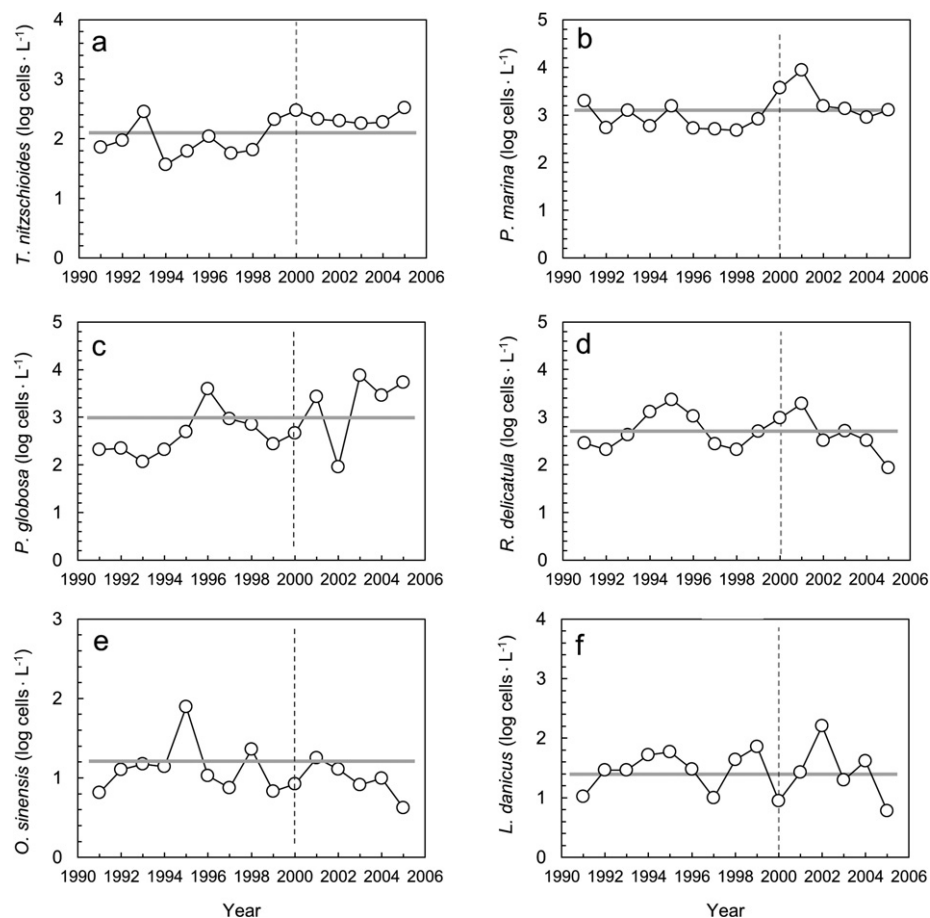 a
T. nitzschioides (log cells · L-1)
4
3
2
1
0
1990 1992 1994 1996 1998 2000 2002 2004 2006
b
P. marina (log cells · L-1)
5
4
3
2
1
0
1990 1992 1994 1996 1998 2000 2002 2004 2006
c
P. globosa (log cells · L-1)
5
4
3
2
1
0
1990 1992 1994 1996 1998 2000 2002 2004 2006
d
R. delicatula (log cells · L-1)
5
4
3
2
1
0
1990 1992 1994 1996 1998 2000 2002 2004 2006
e
O. sinensis (log cells · L-1)
3
2
1
0
1990 1992 1994 1996 1998 2000 2002 2004 2006
Year
f
L. danicus (log cells · L-1)
4
3
2
1
0
1990 1992 1994 1996 1998 2000 2002 2004 2006
Year